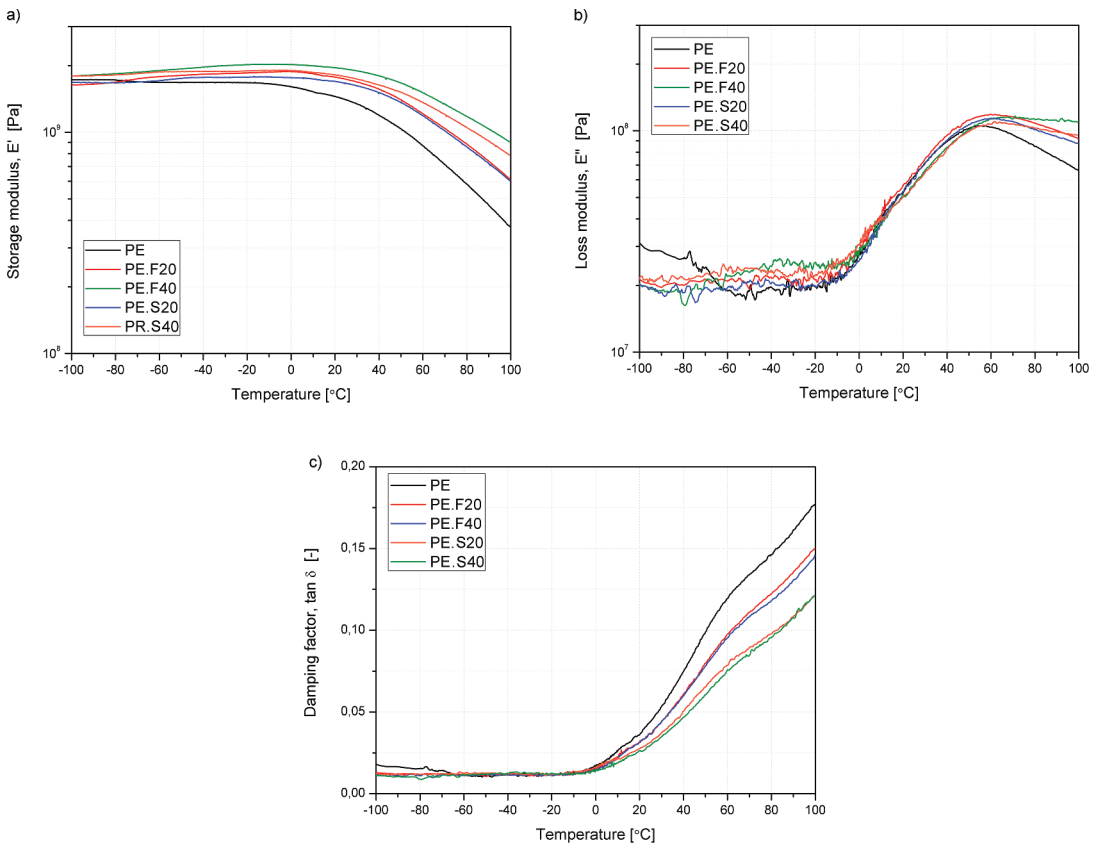 a)
Storage modulus, E' [Pa]
10⁹
10⁸
-100 -80 -60 -40 -20 0 20 40 60 80 100
Temperature [°C]
PE
PE.F20
PE.F40
PE.S20
PR.S40
b)
Loss modulus, E'' [Pa]
10⁸
10⁷
-100 -80 -60 -40 -20 0 20 40 60 80 100
Temperature [°C]
PE
PE.F20
PE.F40
PE.S20
PE.S40
c)
Damping factor, tan δ [-]
0,20
0,15
0,10
0,05
0,00
-100 -80 -60 -40 -20 0 20 40 60 80 100
Temperature [°C]
PE
PE.F20
PE.F40
PE.S20
PE.S40